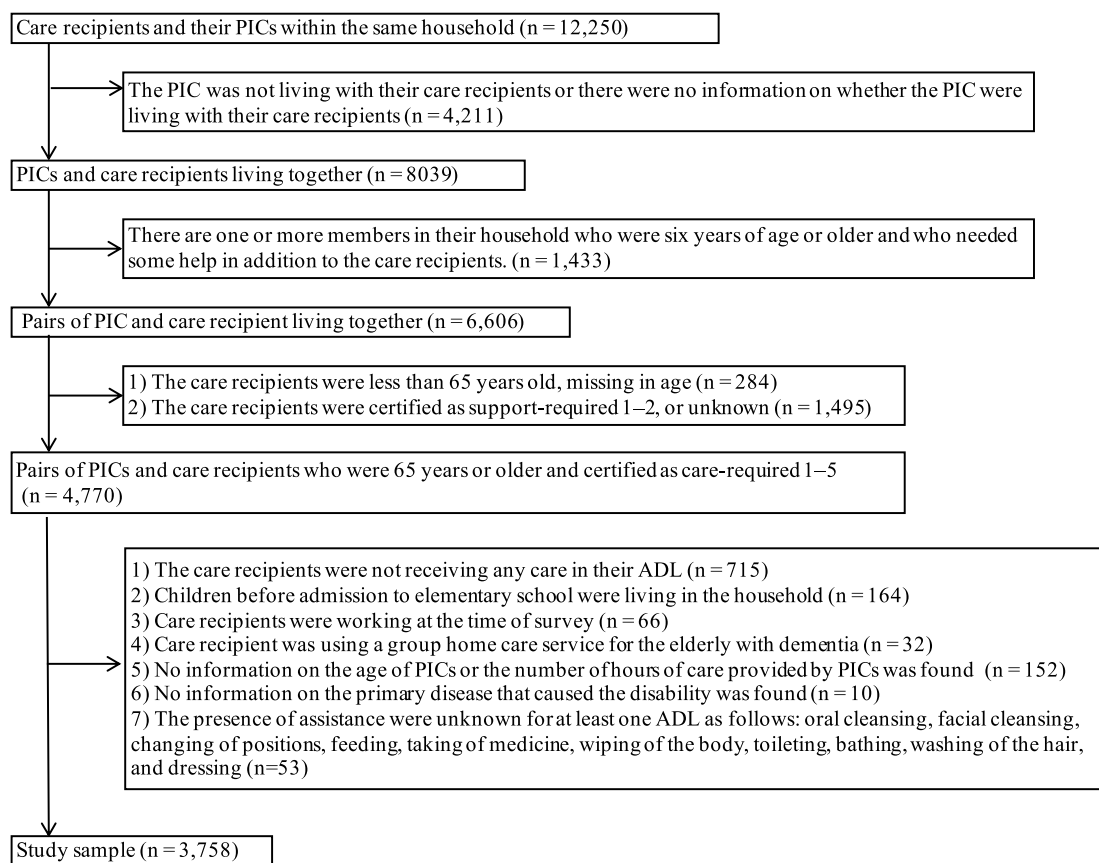 Care recipients and their PICs within the same household (n = 12,250)
The PIC was not living with their care recipients or there were no information on whether the PIC were
living with their care recipients (n = 4,211)
PICs and care recipients living together (n = 8039)
There are one or more members in their household who were six years of age or older and who needed
some help in addition to the care recipients. (n = 1,433)
Pairs of PIC and care recipient living together (n = 6,606)
1) The care recipients were less than 65 years old, missing in age (n = 284)
2) The care recipients were certified as support-required 1–2, or unknown (n = 1,495)
Pairs of PICs and care recipients who were 65 years or older and certified as care-required 1–5
(n = 4,770)
1) The care recipients were not receiving any care in their ADL (n = 715)
2) Children before admission to elementary school were living in the household (n = 164)
3) Care recipients were working at the time of survey (n = 66)
4) Care recipient was using a group home care service for the elderly with dementia (n = 32)
5) No information on the age of PICs or the number of hours of care provided by PICs was found (n = 152)
6) No information on the primary disease that caused the disability was found (n = 10)
7) The presence of assistance were unknown for at least one ADL as follows: oral cleansing, facial cleansing,
changing of positions, feeding, taking of medicine, wiping of the body, toileting, bathing, washing of the hair,
and dressing (n=53)
Study sample (n = 3,758)